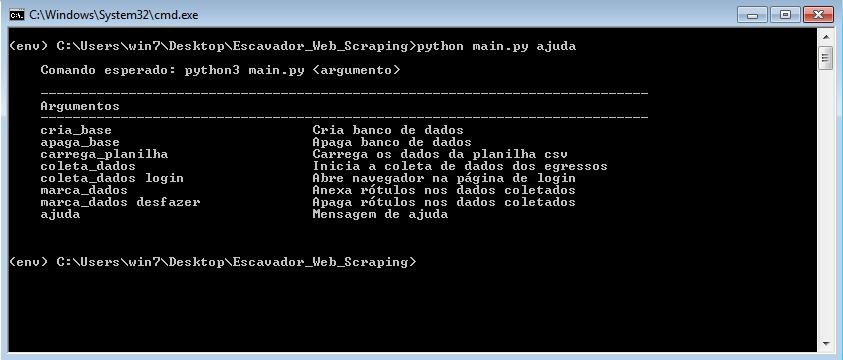 C:\Windows\System32\cmd.exe
(env) C:\Users\win7\Desktop\Escavador_Web_Scraping>python main.py ajuda
Comando esperado: python3 main.py <argumento>
--------------------------------------------------------------------------------
Argumentos
--------------------------------------------------------------------------------
cria_base Cria banco de dados
apaga_base Apaga banco de dados
carrega_planilha Carrega os dados da planilha csv
coleta_dados Inicia a coleta de dados dos egressos
coleta_dados login Abre navegador na página de login
marca_dados Anexa rótulos nos dados coletados
marca_dados desfazer Apaga rótulos nos dados coletados
ajuda Mensagem de ajuda
(env) C:\Users\win7\Desktop\Escavador_Web_Scraping>